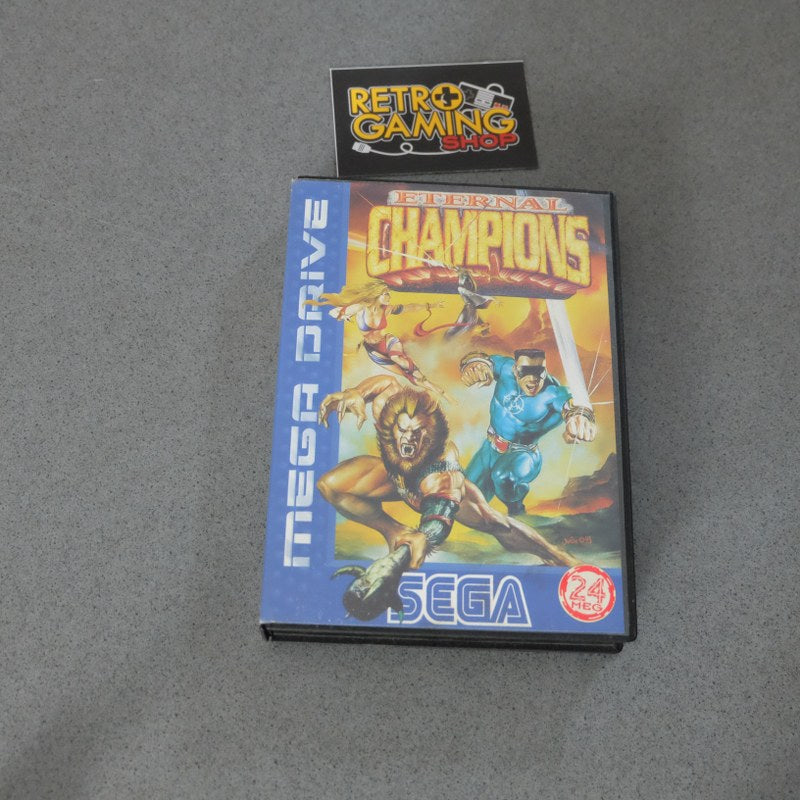 RETRO
GAMING
SHOP
ETERNAL
CHAMPIONS
MEGA DRIVE
SEGA
24
MEG